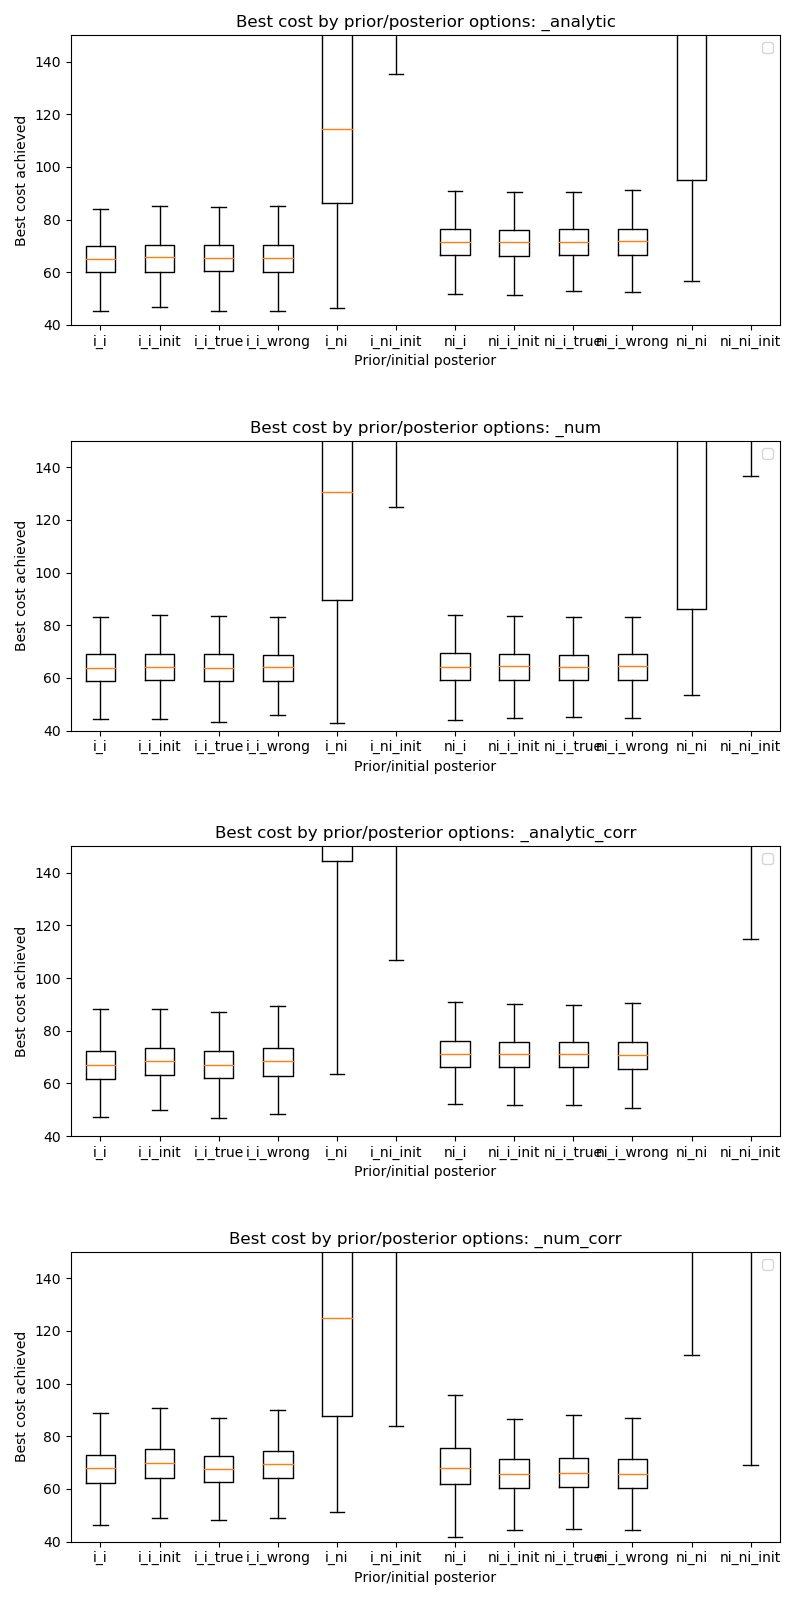 Best cost by prior/posterior options: _analytic
140
120
100
80
60
40
Best cost achieved
i_i i_i_init i_i_true i_i_wrong i_ni i_ni_init ni_i ni_i_init ni_i_true ni_i_wrong ni_ni ni_ni_init
Prior/initial posterior
Best cost by prior/posterior options: _num
140
120
100
80
60
40
Best cost achieved
i_i i_i_init i_i_true i_i_wrong i_ni i_ni_init ni_i ni_i_init ni_i_true ni_i_wrong ni_ni ni_ni_init
Prior/initial posterior
Best cost by prior/posterior options: _analytic_corr
140
120
100
80
60
40
Best cost achieved
i_i i_i_init i_i_true i_i_wrong i_ni i_ni_init ni_i ni_i_init ni_i_true ni_i_wrong ni_ni ni_ni_init
Prior/initial posterior
Best cost by prior/posterior options: _num_corr
140
120
100
80
60
40
Best cost achieved
i_i i_i_init i_i_true i_i_wrong i_ni i_ni_init ni_i ni_i_init ni_i_true ni_i_wrong ni_ni ni_ni_init
Prior/initial posterior